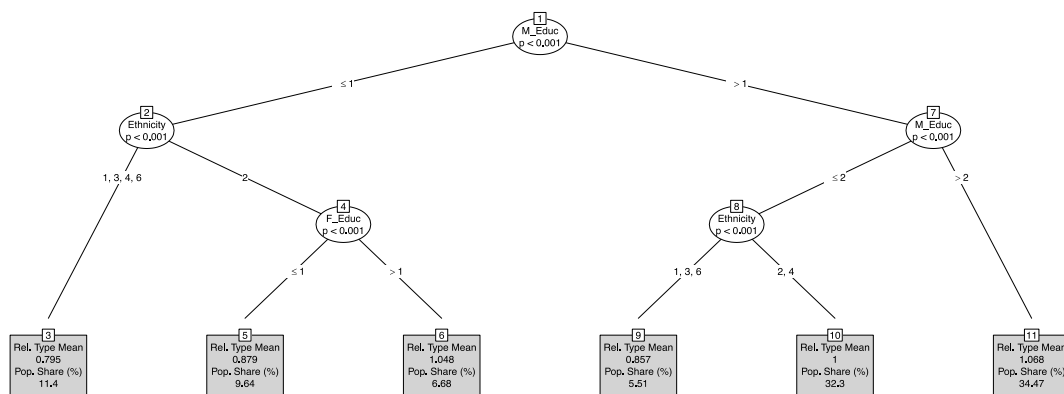 1
M_Educ
p < 0.001
≤ 1
> 1
2
Ethnicity
p < 0.001
7
M_Educ
p < 0.001
1, 3, 4, 6
2
≤ 2
> 2
4
F_Educ
p < 0.001
8
Ethnicity
p < 0.001
≤ 1
> 1
1, 3, 6
2, 4
3
Rel. Type Mean
0.795
Pop. Share (%)
11.4
5
Rel. Type Mean
0.879
Pop. Share (%)
9.64
6
Rel. Type Mean
1.048
Pop. Share (%)
6.68
9
Rel. Type Mean
0.857
Pop. Share (%)
5.51
10
Rel. Type Mean
1
Pop. Share (%)
32.3
11
Rel. Type Mean
1.068
Pop. Share (%)
34.47